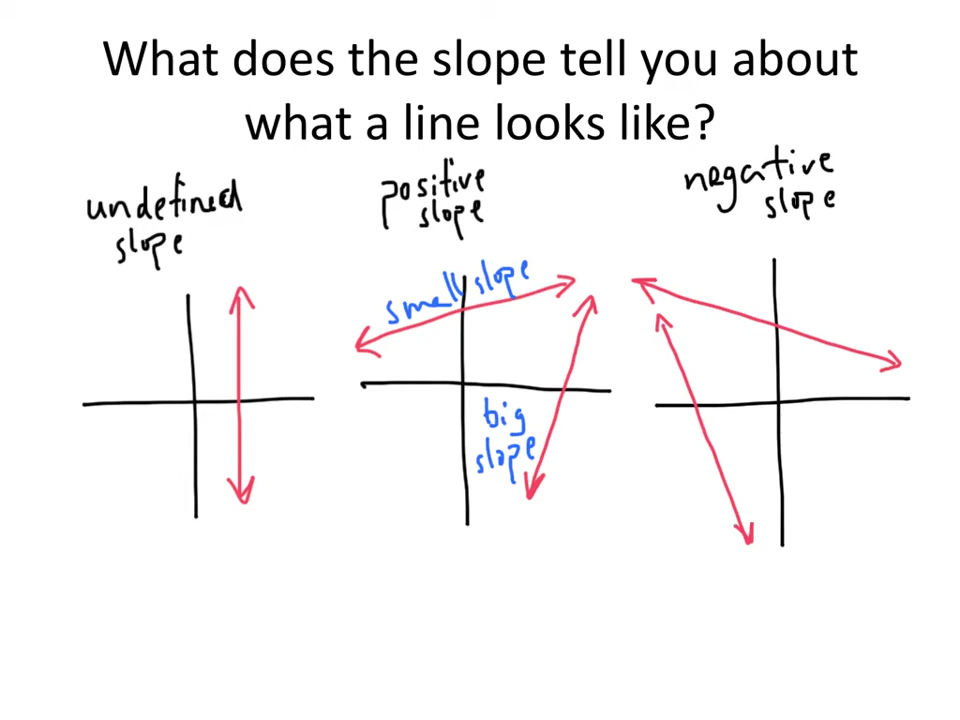 What does the slope tell you about
what a line looks like?
undefined
slope
positive
slope
negative
slope
small slope
big
slope